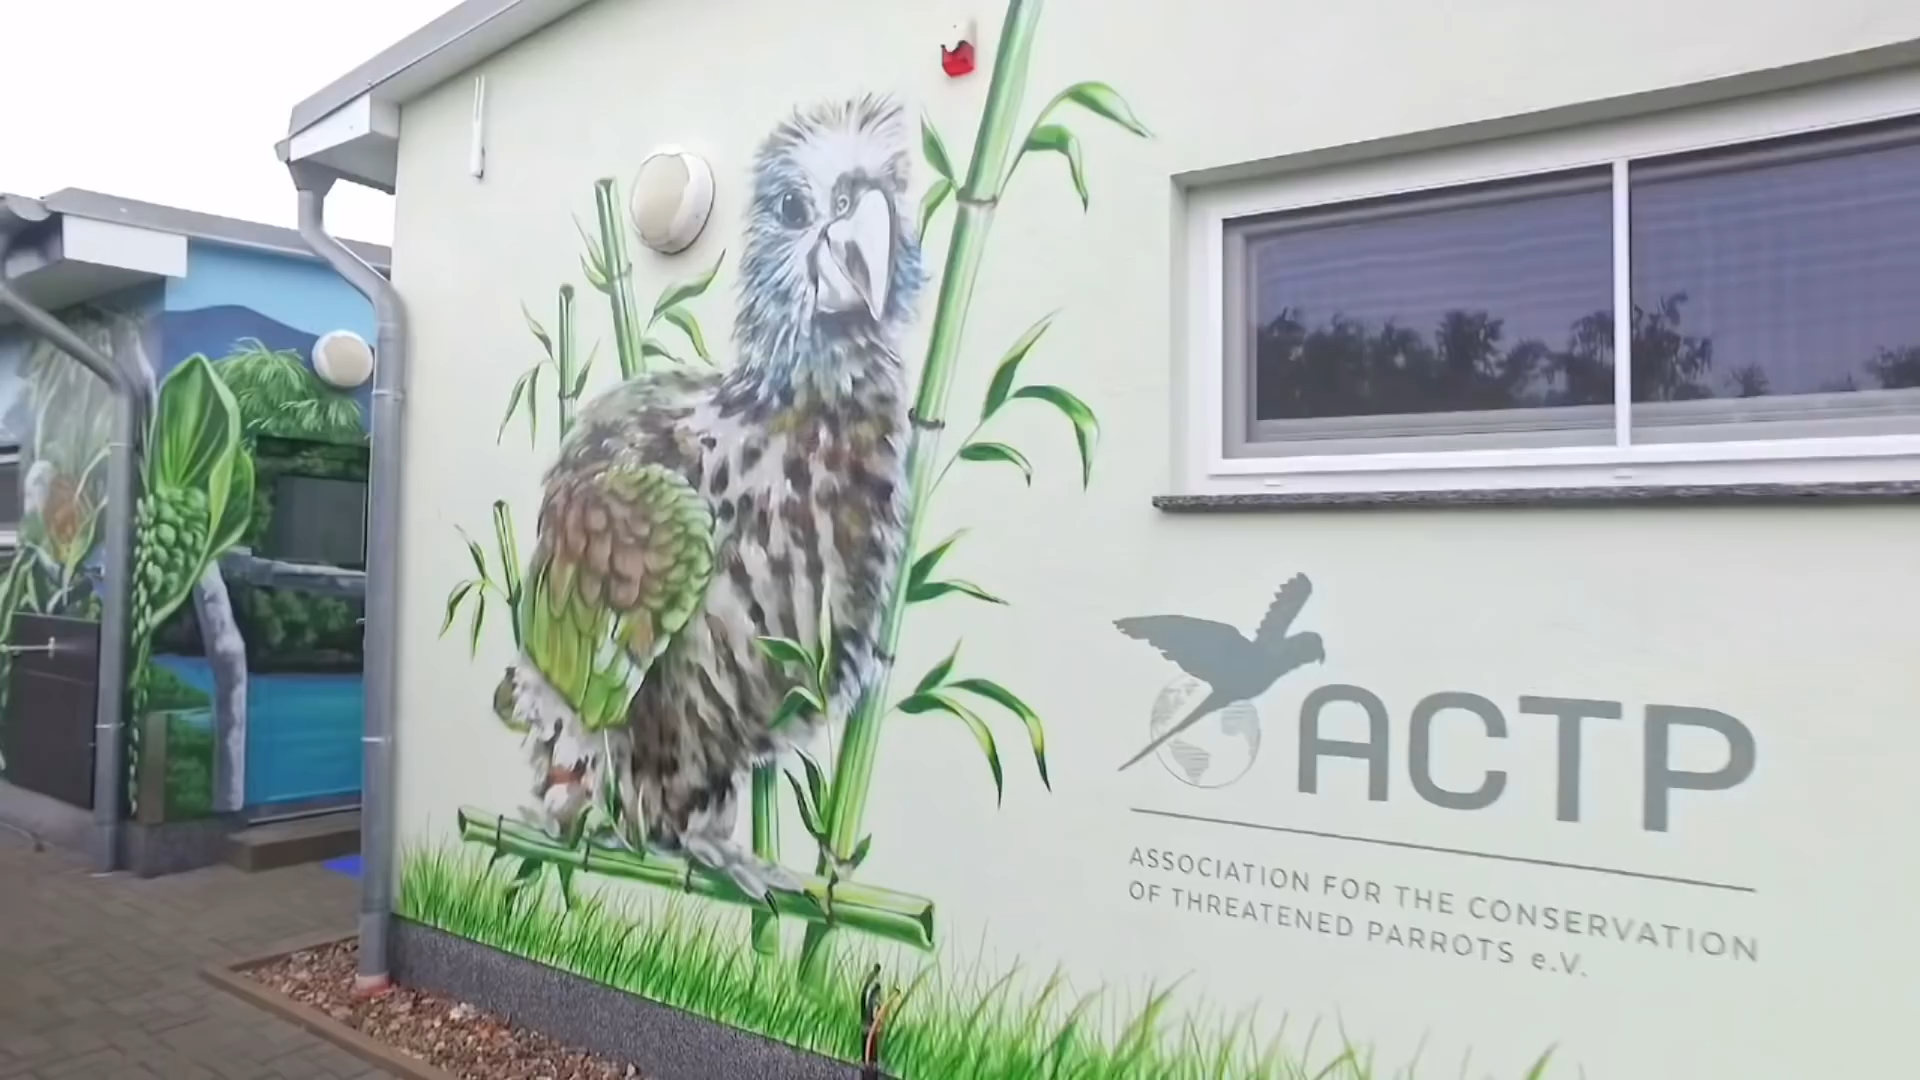 ACTP
ASSOCIATION FOR THE CONSERVATION
OF THREATENED PARROTS e.V.